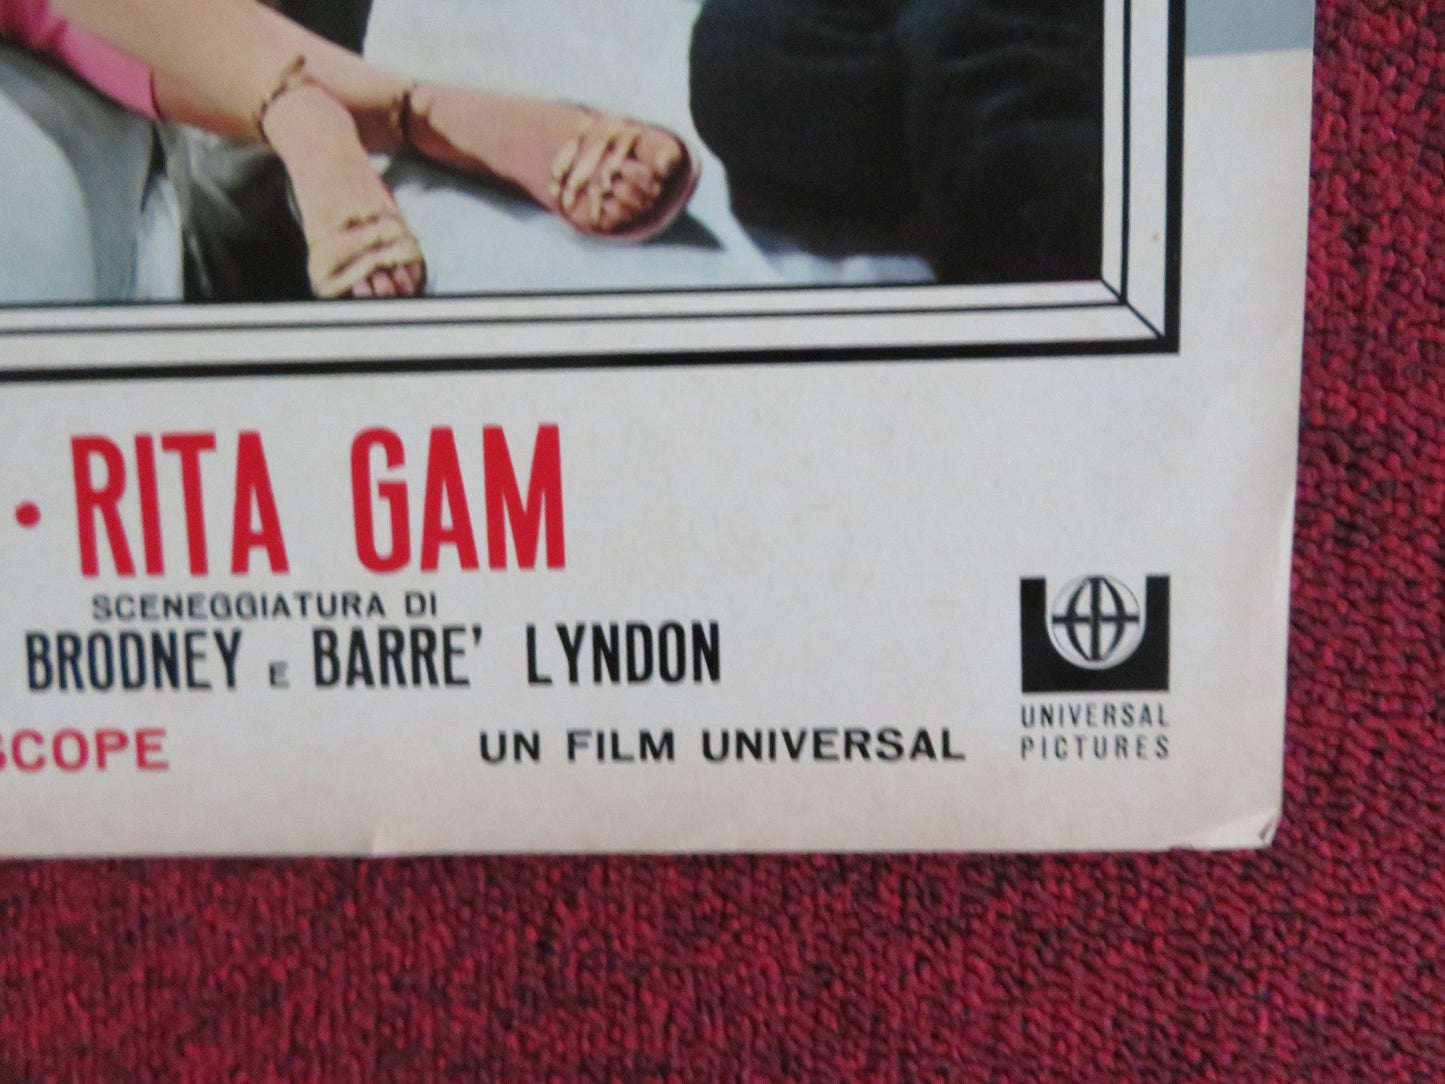 · RITA GAM
SCENEGGIATURA DI
BRODNEY E BARRE' LYNDON
SCOPE
UN FILM UNIVERSAL
UNIVERSAL
PICTURES